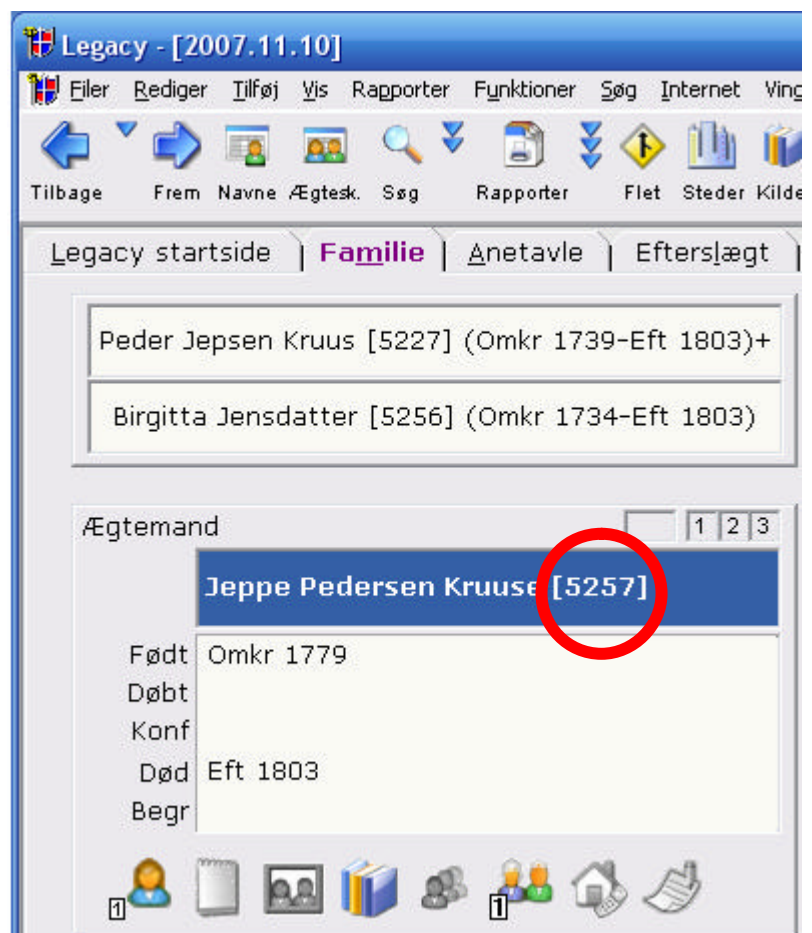 Legacy - [2007.11.10]
Filer Rediger Tilføj Vis Rapporter Funktioner Søg Internet Ving
Tilbage Frem Navne Ægtesk. Søg Rapporter Flet Steder Kilde
Legacy startside Familie Anetavle Efterslægt
Peder Jepsen Kruus [5227] (Omkr 1739-Eft 1803)+
Birgitta Jensdatter [5256] (Omkr 1734-Eft 1803)
Ægtemand 1 2 3
Jeppe Pedersen Kruuse [5257]
Født Omkr 1779
Døbt
Konf
Død Eft 1803
Begr
1 1